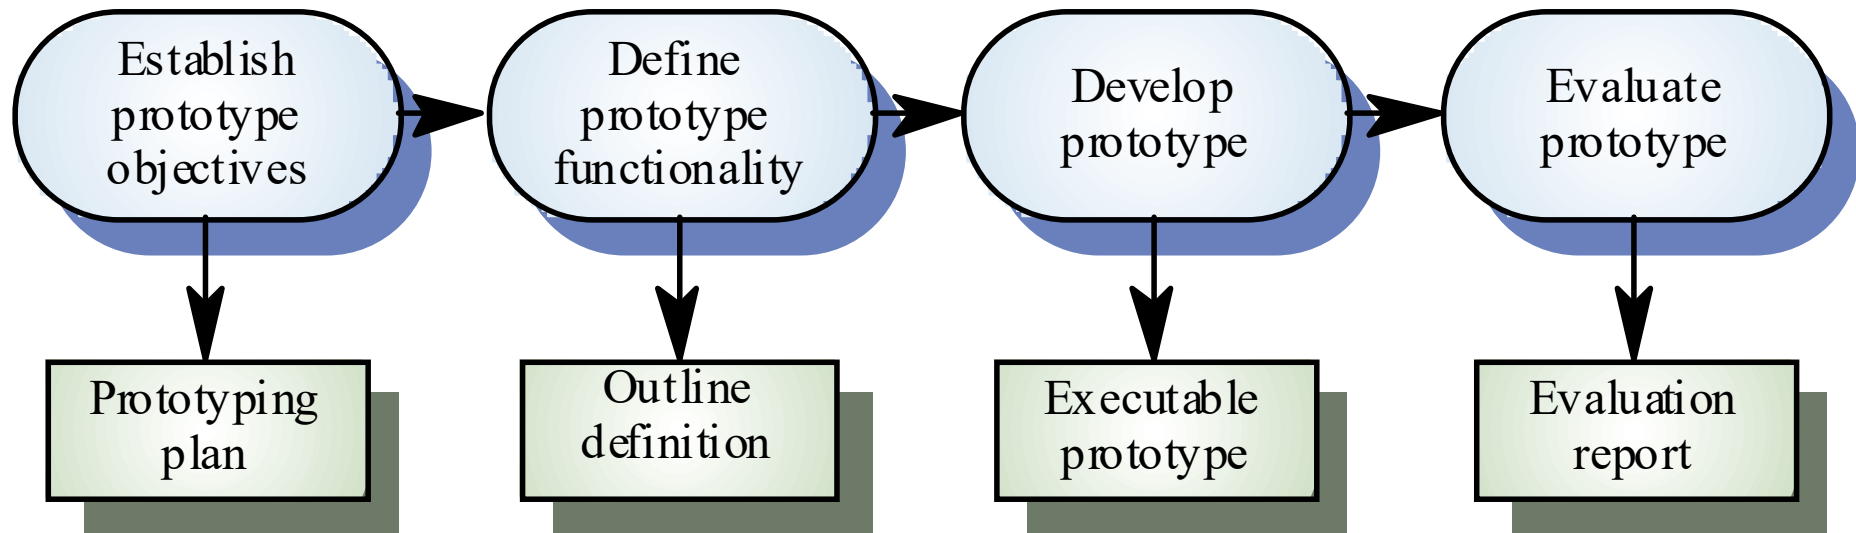 Establish
prototype
objectives
Define
prototype
functionality
Develop
prototype
Evaluate
prototype
Prototyping
plan
Outline
definition
Executable
prototype
Evaluation
report